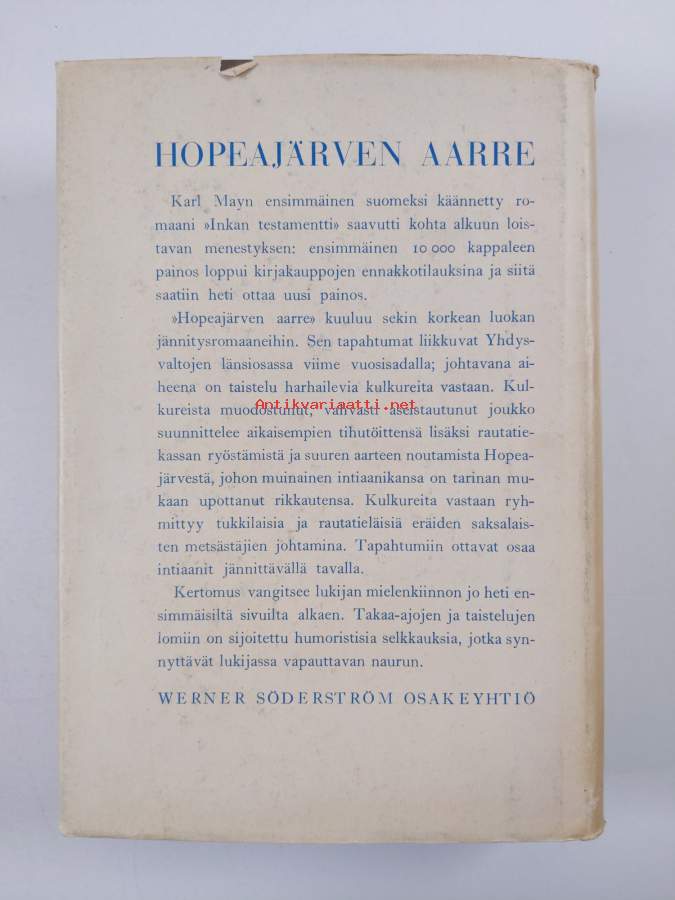 HOPEAJÄRVEN AARRE
Karl Mayn ensimmäinen suomeksi käännetty ro-
maani »Inkan testamentti» saavutti kohta alkuun lois-
tavan menestyksen: ensimmäinen 10 000 kappaleen
painos loppui kirjakauppojen ennakkotilauksina ja siitä
saatiin heti ottaa uusi painos.
»Hopeajärven aarre» kuuluu sekin korkean luokan
jännitysromaaneihin. Sen tapahtumat liikkuvat Yhdys-
valtojen länsiosassa viime vuosisadalla; johtavana ai-
heena on taistelu harhailevia kulkureita vastaan. Kul-
Antikvariaatti.net
kureista muodostunut, vahvasti aseistautunut joukko
suunnittelee aikaisempien tihutöittensä lisäksi rautatie-
kassan ryöstämistä ja suuren aarteen noutamista Hopea-
järvestä, johon muinainen intiaanikansa on tarinan mu-
kaan upottanut rikkautensa. Kulkureita vastaan ryh-
mittyy tukkilaisia ja rautatieläisiä eräiden saksalais-
ten metsästäjien johtamina. Tapahtumiin ottavat osaa
intiaanit jännittävällä tavalla.
Kertomus vangitsee lukijan mielenkiinnon jo heti en-
simmäisiltä sivuilta alkaen. Takaa-ajojen ja taistelujen
lomiin on sijoitettu humoristisia selkkauksia, jotka syn-
nyttävät lukijassa vapauttavan naurun.
WERNER SÖDERSTRÖM OSAKEYHTIÖ